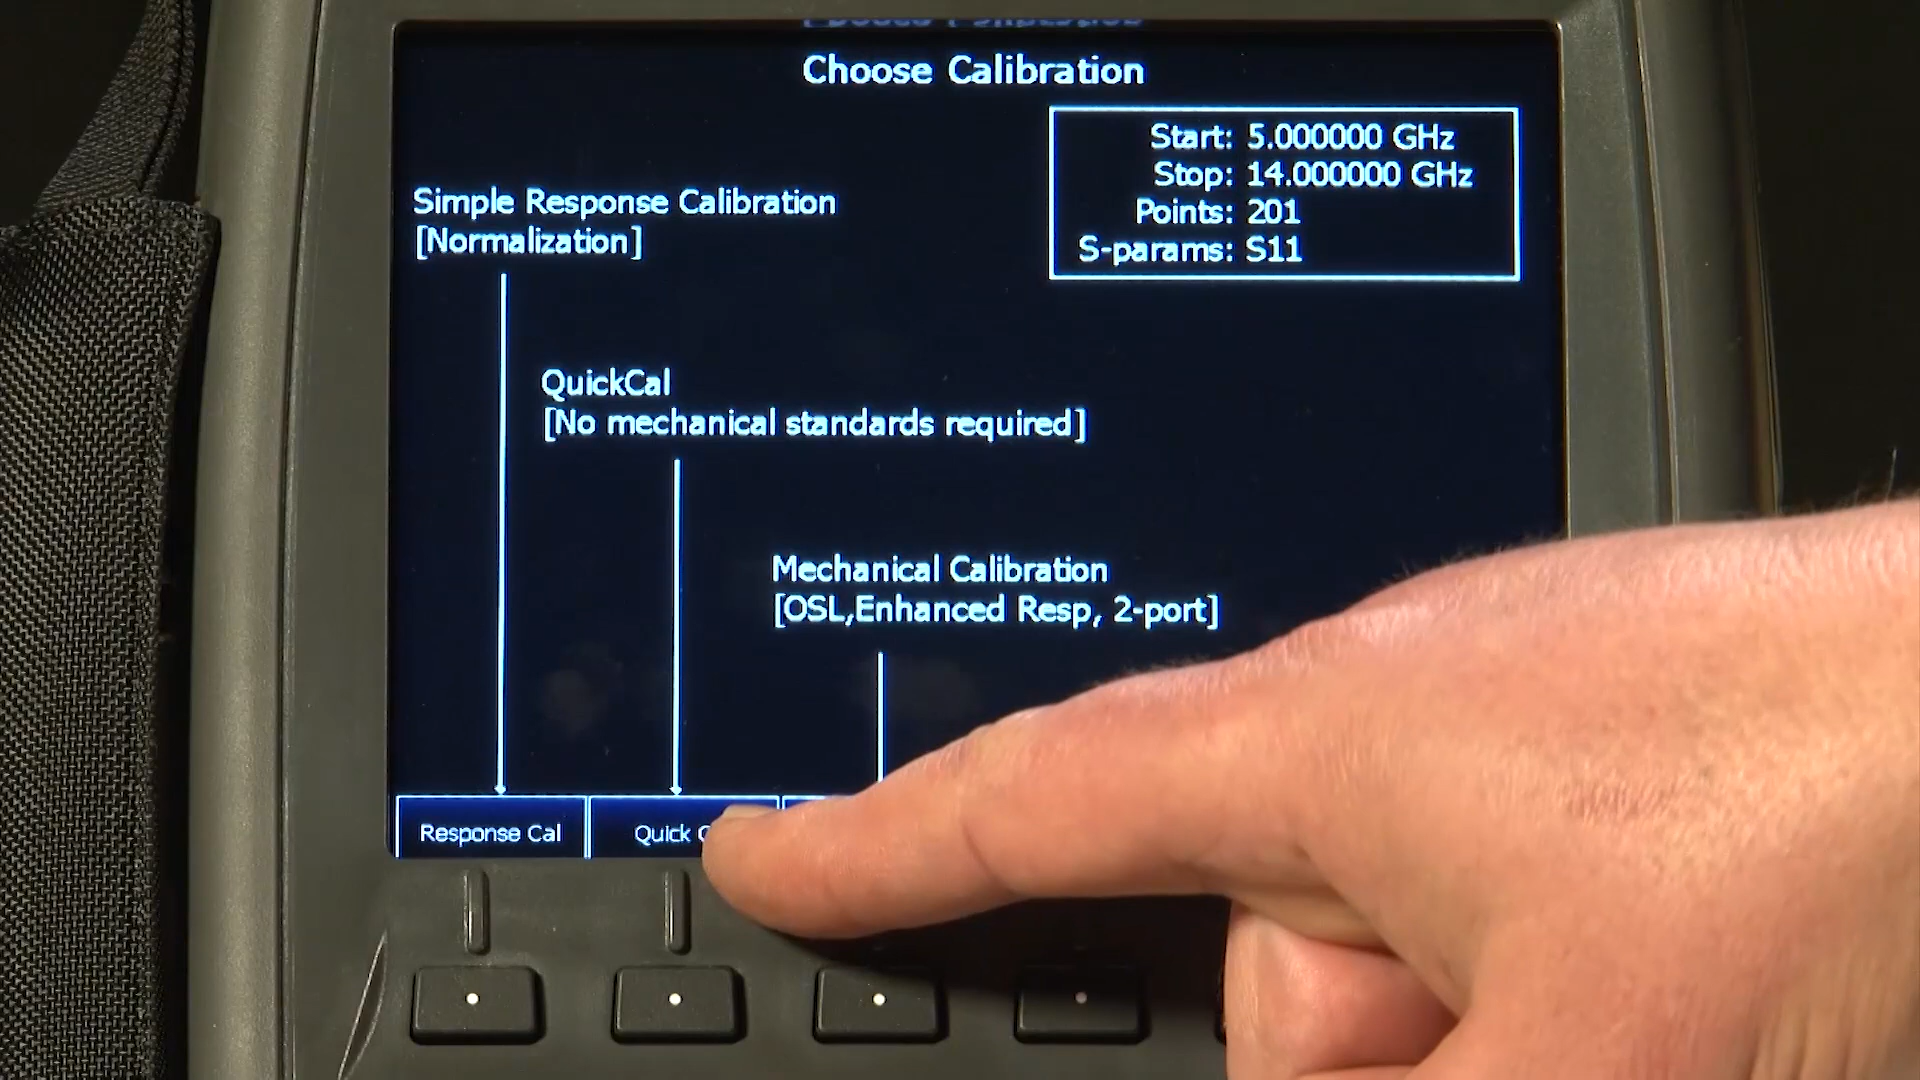 Choose Calibration
Start: 5.000000 GHz
Stop: 14.000000 GHz
Points: 201
S-params: S11
Simple Response Calibration
[Normalization]
QuickCal
[No mechanical standards required]
Mechanical Calibration
[OSL,Enhanced Resp, 2-port]
Response Cal
Quick